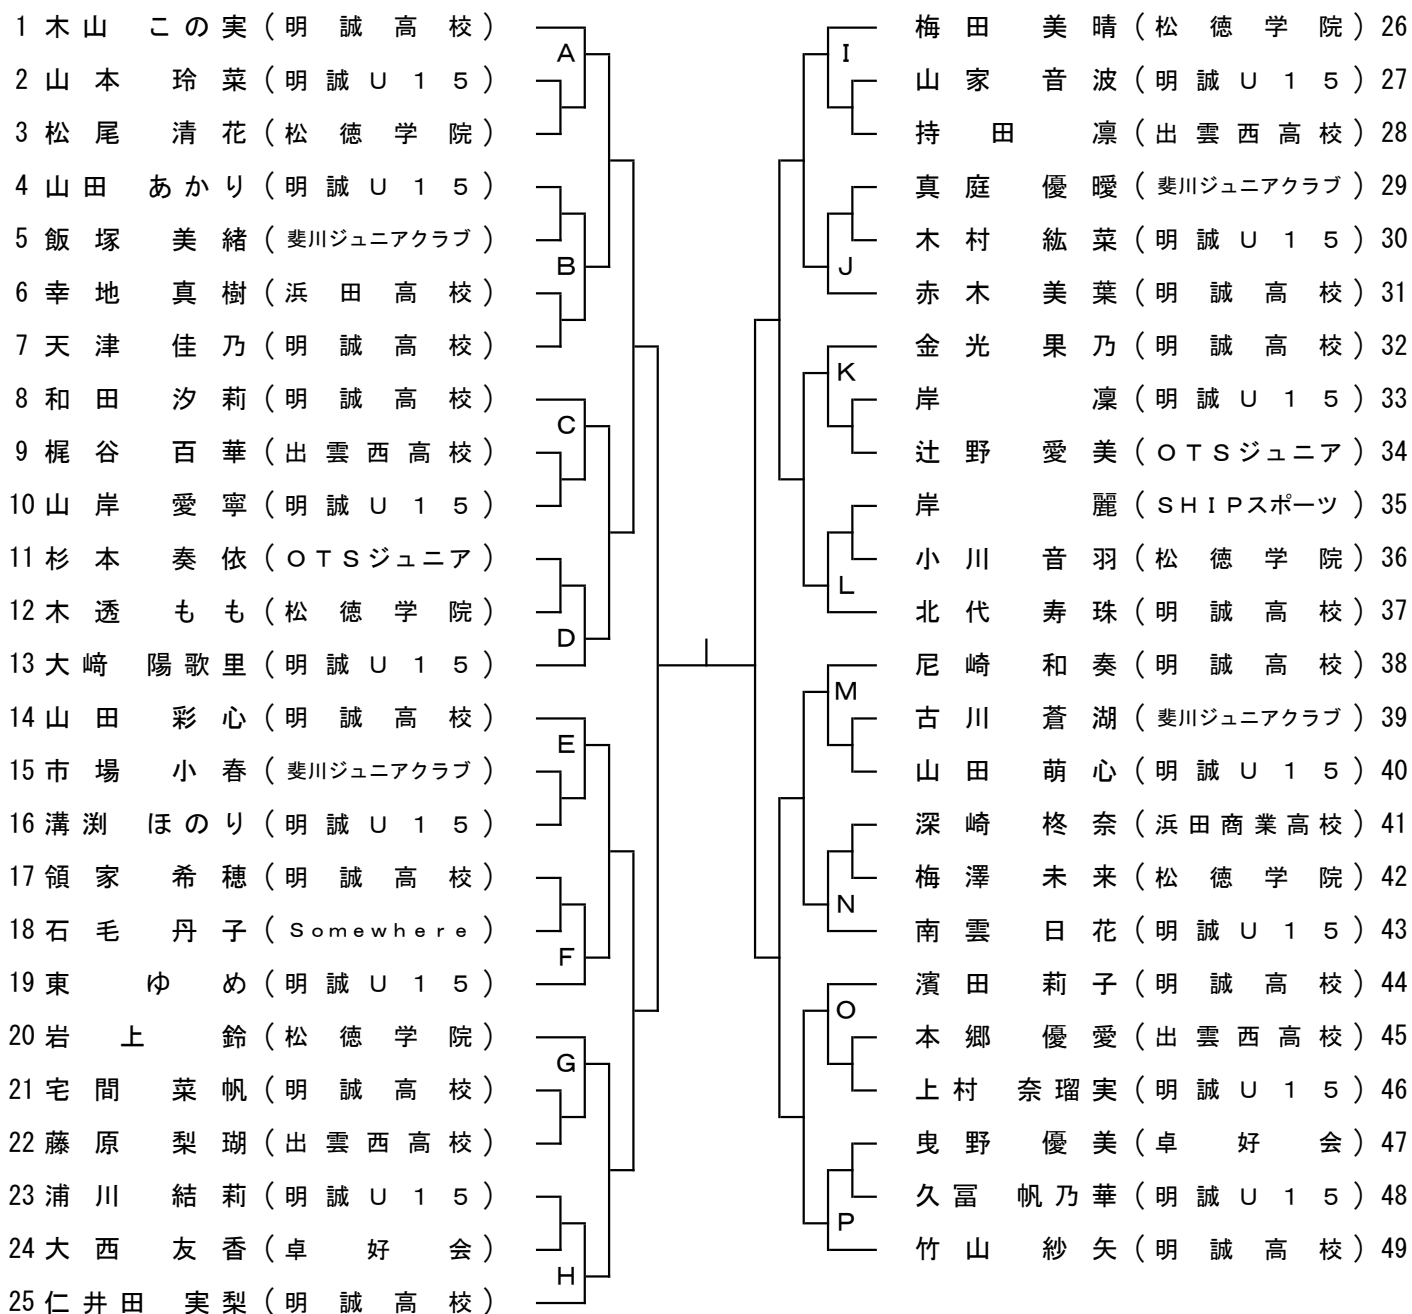 1 木山 この実 (明誠高校)
A
2 山本 玲菜 (明誠U15)
3 松尾 清花 (松徳学院)
4 山田 あかり (明誠U15)
5 飯塚 美緒 (斐川ジュニアクラブ)
B
6 幸地 真樹 (浜田高校)
7 天津 佳乃 (明誠高校)
8 和田 汐莉 (明誠高校)
C
9 梶谷 百華 (出雲西高校)
10 山岸 愛寧 (明誠U15)
11 杉本 奏依 (OTSジュニア)
12 木透 もも (松徳学院)
D
13 大﨑 陽歌里 (明誠U15)
14 山田 彩心 (明誠高校)
E
15 市場 小春 (斐川ジュニアクラブ)
16 溝渕 ほのり (明誠U15)
17 領家 希穂 (明誠高校)
18 石毛 丹子 (Somewhere)
F
19 東 ゆめ (明誠U15)
20 岩上 鈴 (松徳学院)
G
21 宅間 菜帆 (明誠高校)
22 藤原 梨瑚 (出雲西高校)
23 浦川 結莉 (明誠U15)
24 大西 友香 (卓好会)
H
25 仁井田 実梨 (明誠高校)
梅田 美晴 (松徳学院) 26
I
山家 音波 (明誠U15) 27
持田 凛 (出雲西高校) 28
真庭 優曖 (斐川ジュニアクラブ) 29
木村 紘菜 (明誠U15) 30
J
赤木 美葉 (明誠高校) 31
金光 果乃 (明誠高校) 32
K
岸 凜 (明誠U15) 33
辻野 愛美 (OTSジュニア) 34
岸 麗 (SHIPスポーツ) 35
小川 音羽 (松徳学院) 36
L
北代 寿珠 (明誠高校) 37
尼崎 和奏 (明誠高校) 38
M
古川 蒼湖 (斐川ジュニアクラブ) 39
山田 萌心 (明誠U15) 40
深崎 柊奈 (浜田商業高校) 41
梅澤 未来 (松徳学院) 42
N
南雲 日花 (明誠U15) 43
濱田 莉子 (明誠高校) 44
O
本郷 優愛 (出雲西高校) 45
上村 奈瑠実 (明誠U15) 46
曳野 優美 (卓好会) 47
久冨 帆乃華 (明誠U15) 48
P
竹山 紗矢 (明誠高校) 49